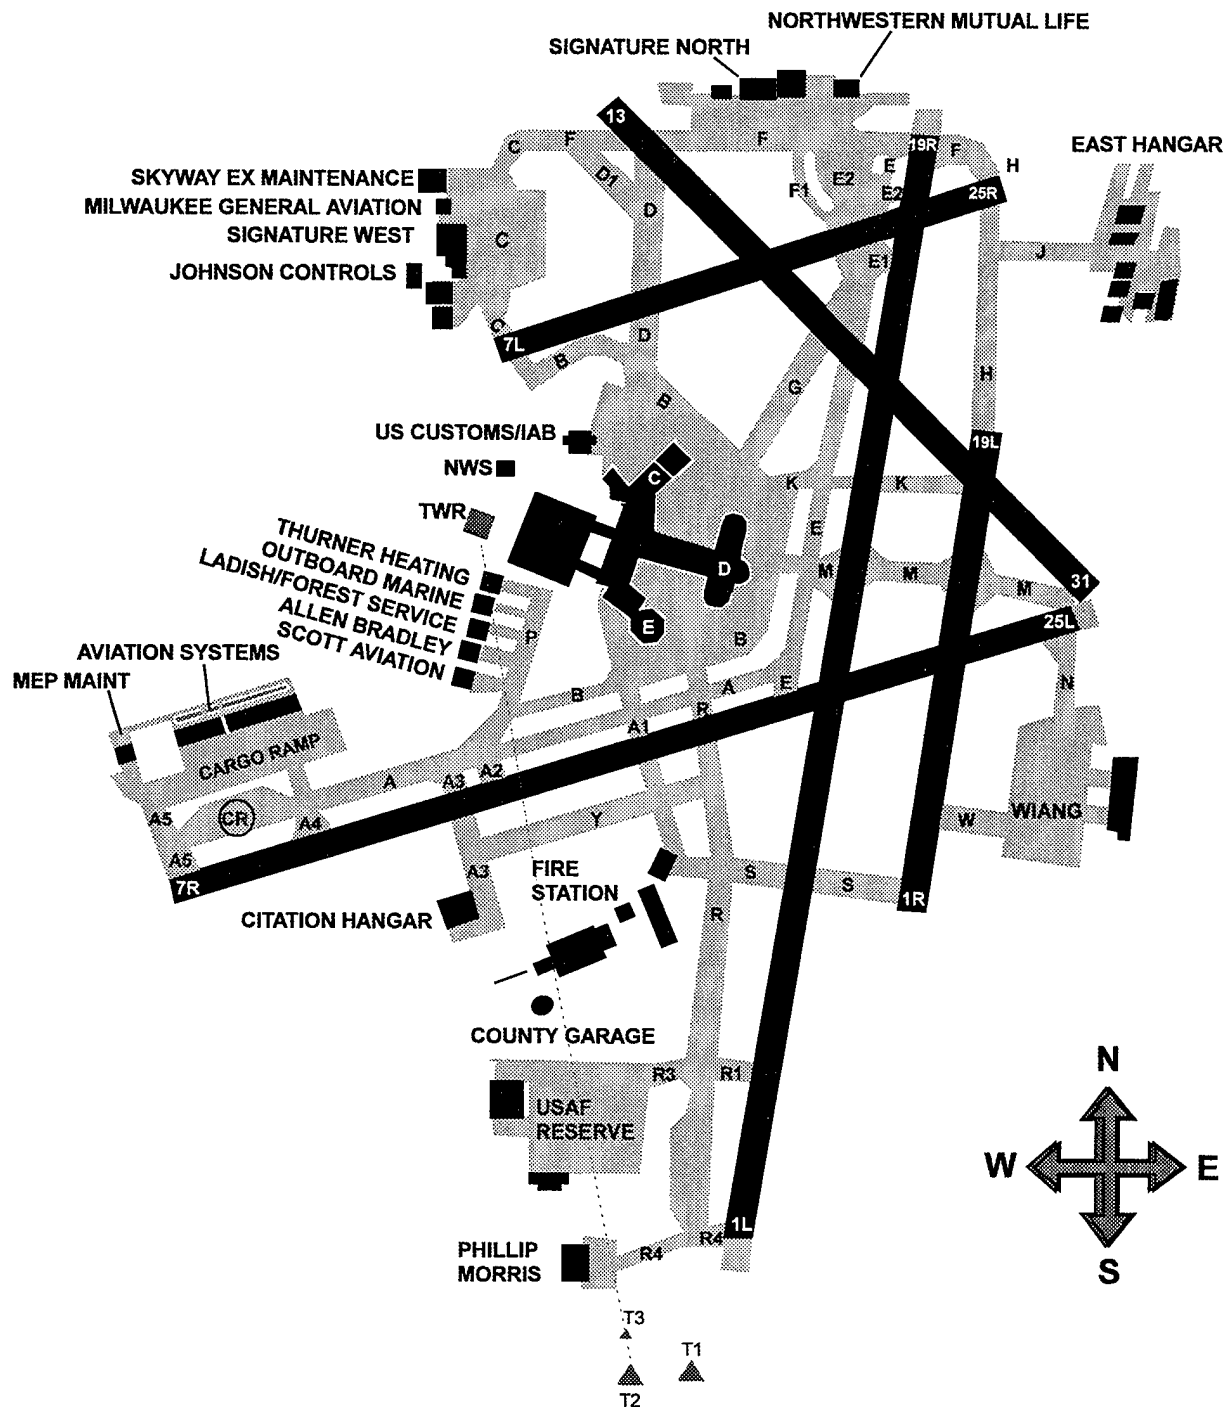 NORTHWESTERN MUTUAL LIFE
SIGNATURE NORTH
13
C
F
F
19R
E
F
H
EAST HANGAR
SKYWAY EX MAINTENANCE
D1
F1
E2
E2
25R
MILWAUKEE GENERAL AVIATION
D
SIGNATURE WEST
C
J
JOHNSON CONTROLS
E1
C
7L
B
D
G
H
B
US CUSTOMS/IAB
19L
NWS
C
K
K
TWR
E
THURNER HEATING
OUTBOARD MARINE
LADISH/FOREST SERVICE
ALLEN BRADLEY
SCOTT AVIATION
D
M
M
M
31
P
E
B
25L
AVIATION SYSTEMS
MEP MAINT
B
A
E
N
R
A1
CARGO RAMP
A
A3
A2
A5
CR
A4
Y
W
WIANG
A5
7R
A3
FIRE
STATION
S
S
1R
CITATION HANGAR
R
COUNTY GARAGE
R3
R1
USAF
RESERVE
N
W
E
S
1L
R4
R4
PHILLIP
MORRIS
T3
T1
T2